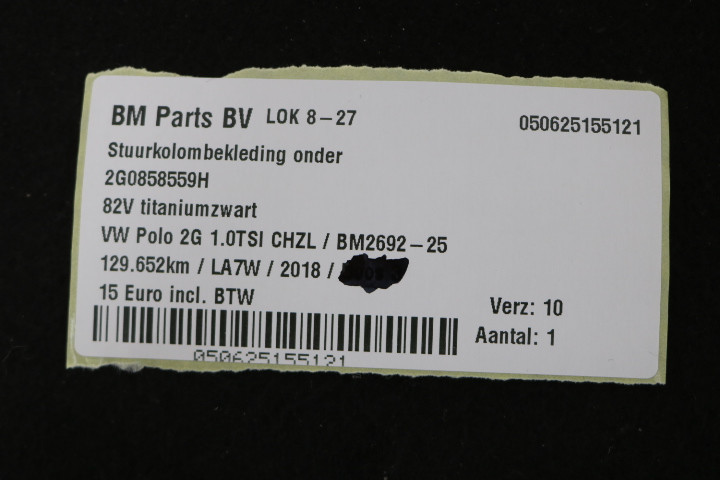 BM Parts BV LOK 8-27 050625155121
Stuurkolombekleding onder
2G0858559H
82V titaniumzwart
VW Polo 2G 1.0TSI CHZL / BM2692-25
129.652km / LA7W / 2018 /
15 Euro incl. BTW
Verz: 10
Aantal: 1
050625155121